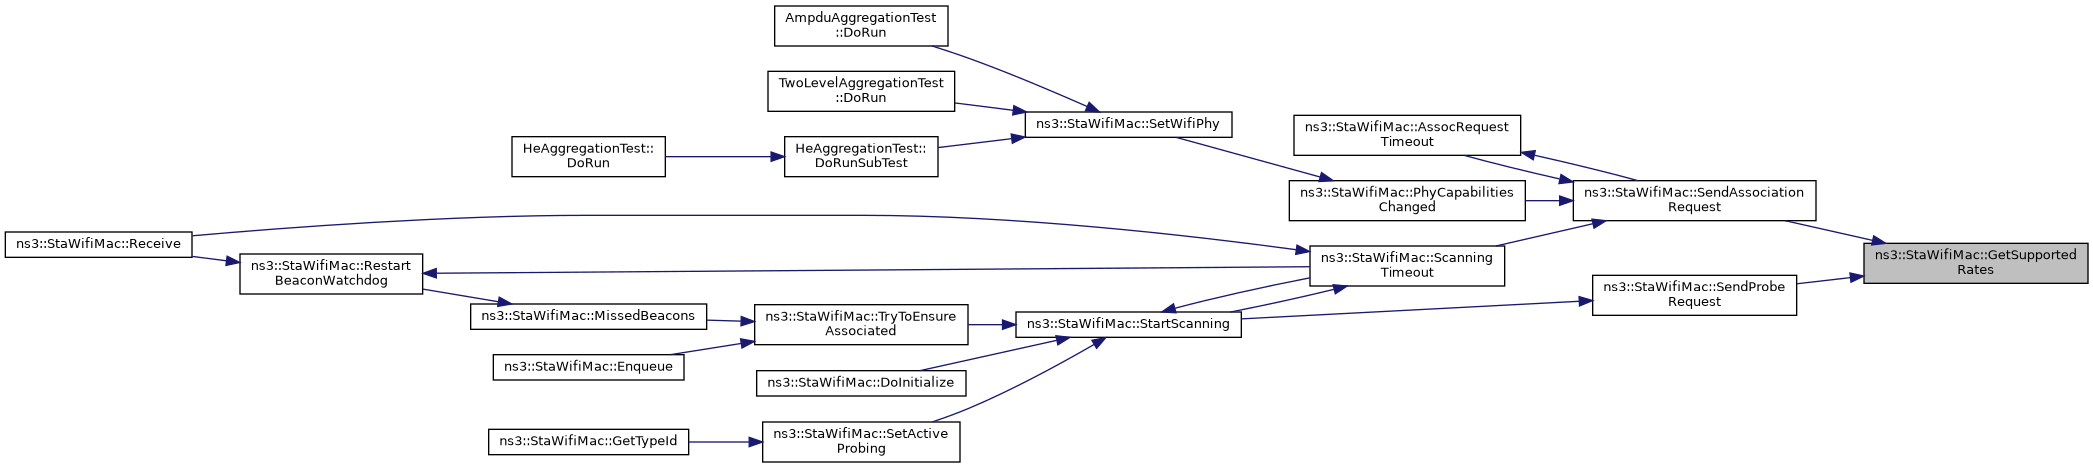 AmpduAggregationTest
::DoRun
TwoLevelAggregationTest
::DoRun
ns3::StaWifiMac::SetWifiPhy
ns3::StaWifiMac::AssocRequest
Timeout
HeAggregationTest::
DoRun
HeAggregationTest::
DoRunSubTest
ns3::StaWifiMac::PhyCapabilities
Changed
ns3::StaWifiMac::SendAssociation
Request
ns3::StaWifiMac::Receive
ns3::StaWifiMac::Restart
BeaconWatchdog
ns3::StaWifiMac::Scanning
Timeout
ns3::StaWifiMac::GetSupported
Rates
ns3::StaWifiMac::SendProbe
Request
ns3::StaWifiMac::MissedBeacons
ns3::StaWifiMac::TryToEnsure
Associated
ns3::StaWifiMac::StartScanning
ns3::StaWifiMac::Enqueue
ns3::StaWifiMac::DoInitialize
ns3::StaWifiMac::GetTypeId
ns3::StaWifiMac::SetActive
Probing